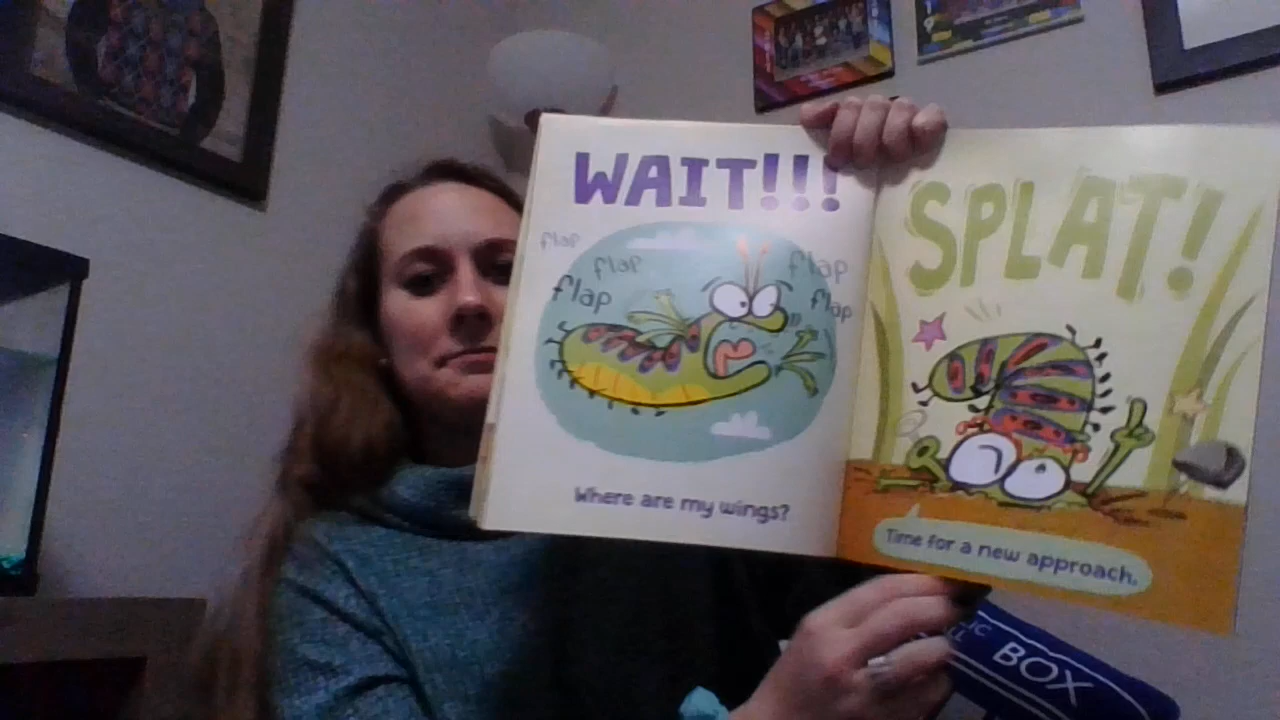 WAIT!!!
flap
flap
flap
flap
flap
Where are my wings?
SPLAT!
Time for a new approach.
BOX